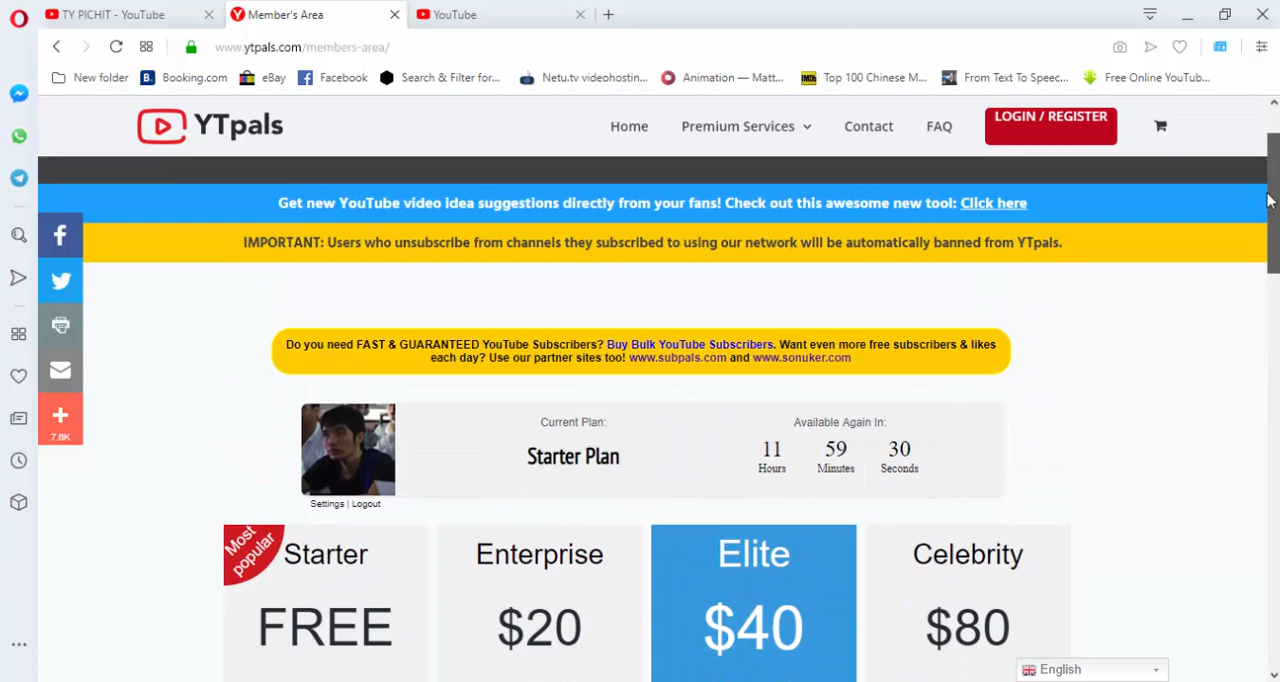 TY PICHIT - YouTube
Member's Area
YouTube
www.ytpals.com/members-area/
New folder
B.
Booking.com
eBay
Facebook
Search & Filter for...
Netu.tv videohostin...
Animation — Matt...
IMDb
Top 100 Chinese M...
From Text To Speec...
Free Online YouTub...
YTpals
Home
Premium Services
Contact
FAQ
LOGIN / REGISTER
Get new YouTube video idea suggestions directly from your fans! Check out this awesome new tool: Click here
IMPORTANT: Users who unsubscribe from channels they subscribed to using our network will be automatically banned from YTpals.
Do you need FAST & GUARANTEED YouTube Subscribers? Buy Bulk YouTube Subscribers. Want even more free subscribers & likes
each day? Use our partner sites too! www.subpals.com and www.sonuker.com
7.6K
Current Plan:
Starter Plan
Available Again In:
11
59
30
Hours
Minutes
Seconds
Settings | Logout
Most
popular
Starter
Enterprise
Elite
Celebrity
FREE
$20
$40
$80
English